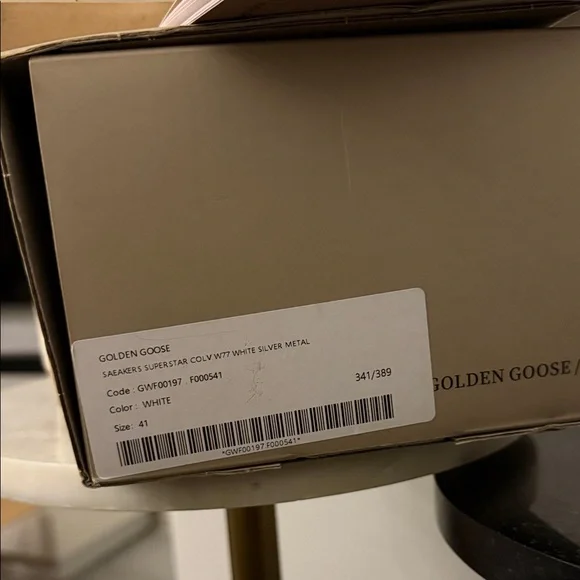 GOLDEN GOOSE
SAEAKERS SUPERSTAR COLV W77 WHITE SILVER METAL
Code : GWF00197 F000541
341/389
Color : WHITE
Size: 41
*GWF00197 F000541*
GOLDEN GOOSE /